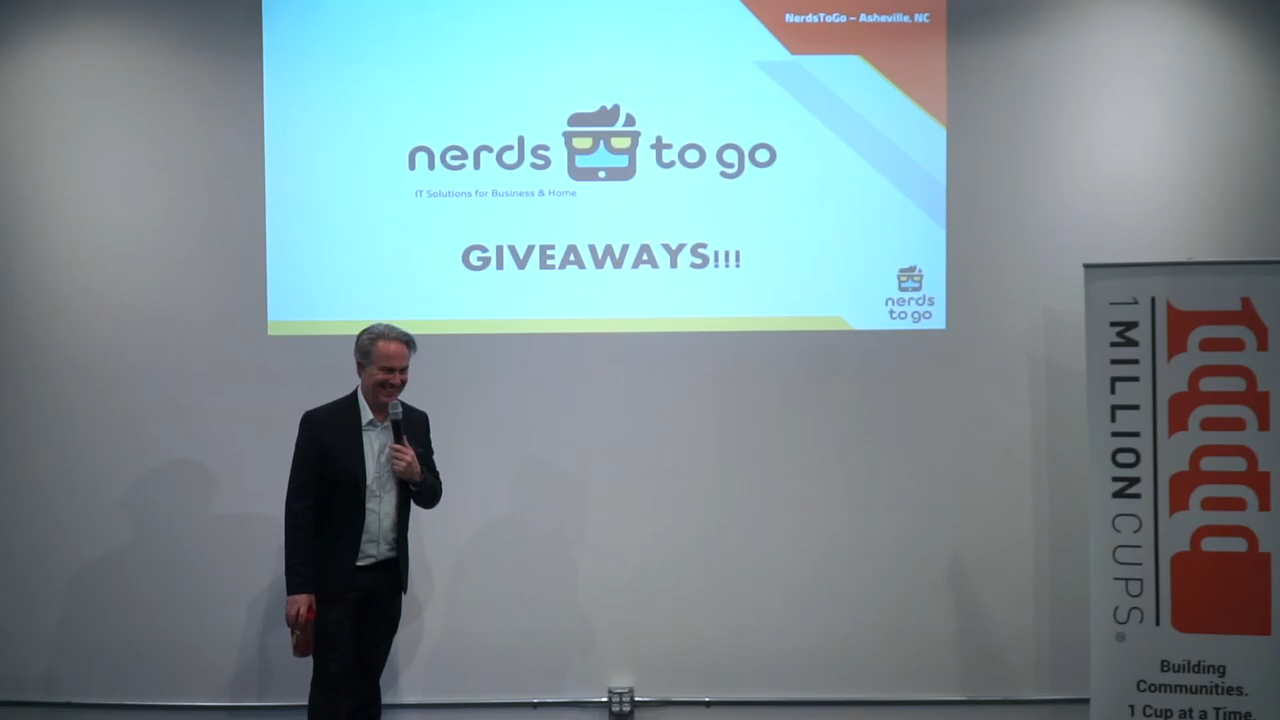 NerdsToGo – Asheville, NC
nerds to go
IT Solutions for Business & Home
GIVEAWAYS!!!
nerds
to go
1 MILLION CUPS®
Building
Communities.
1 Cup at a Time.